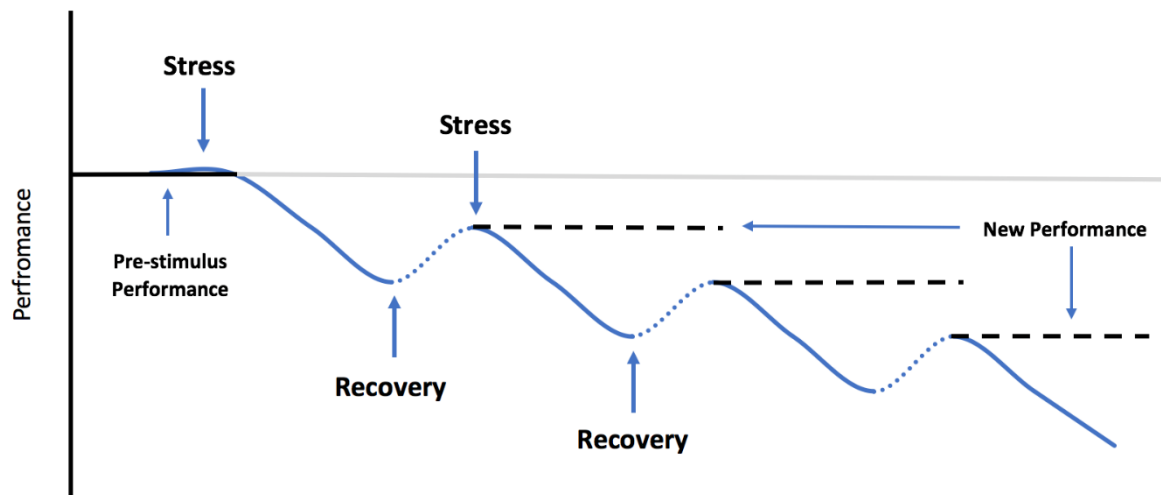 Stress
Stress
New Performance
Pre-stimulus
Performance
Perfromance
Recovery
Recovery